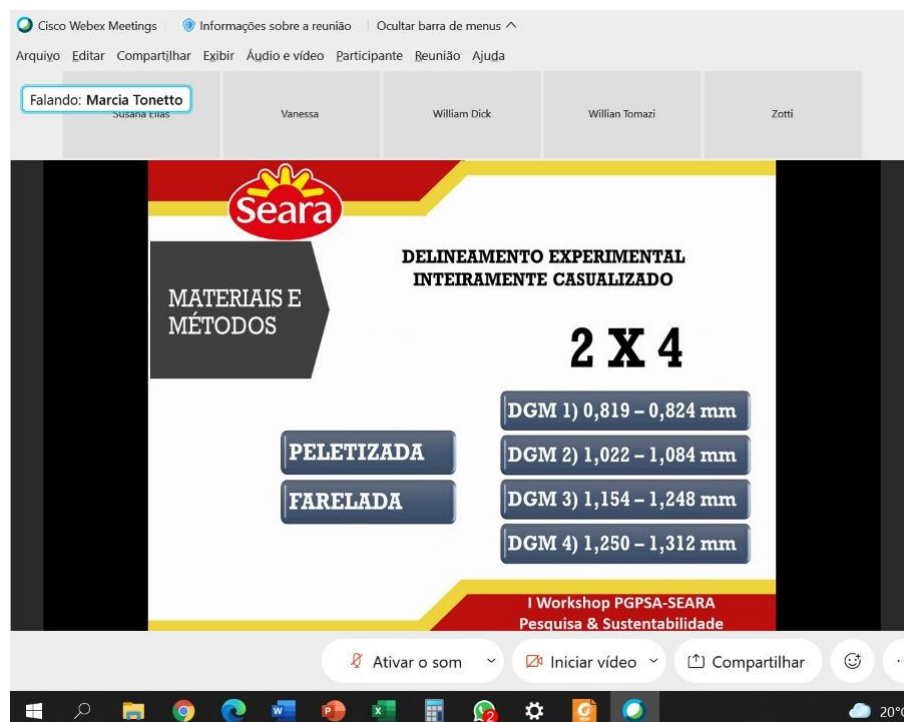 Cisco Webex Meetings
Informações sobre a reunião
Ocultar barra de menus
Arquivo Editar Compartilhar Exibir Áudio e vídeo Participante Reunião Ajuda
Falando: Marcia Tonetto
Susana Elias
Vanessa
William Dick
Willian Tomazi
Zotti
Seara
MATERIAIS E
MÉTODOS
DELINEAMENTO EXPERIMENTAL
INTEIRAMENTE CASUALIZADO
2 X 4
PELETIZADA
FARELADA
DGM 1) 0,819 – 0,824 mm
DGM 2) 1,022 – 1,084 mm
DGM 3) 1,154 – 1,248 mm
DGM 4) 1,250 – 1,312 mm
I Workshop PGPSA-SEARA
Pesquisa & Sustentabilidade
Ativar o som
Iniciar vídeo
Compartilhar
20°